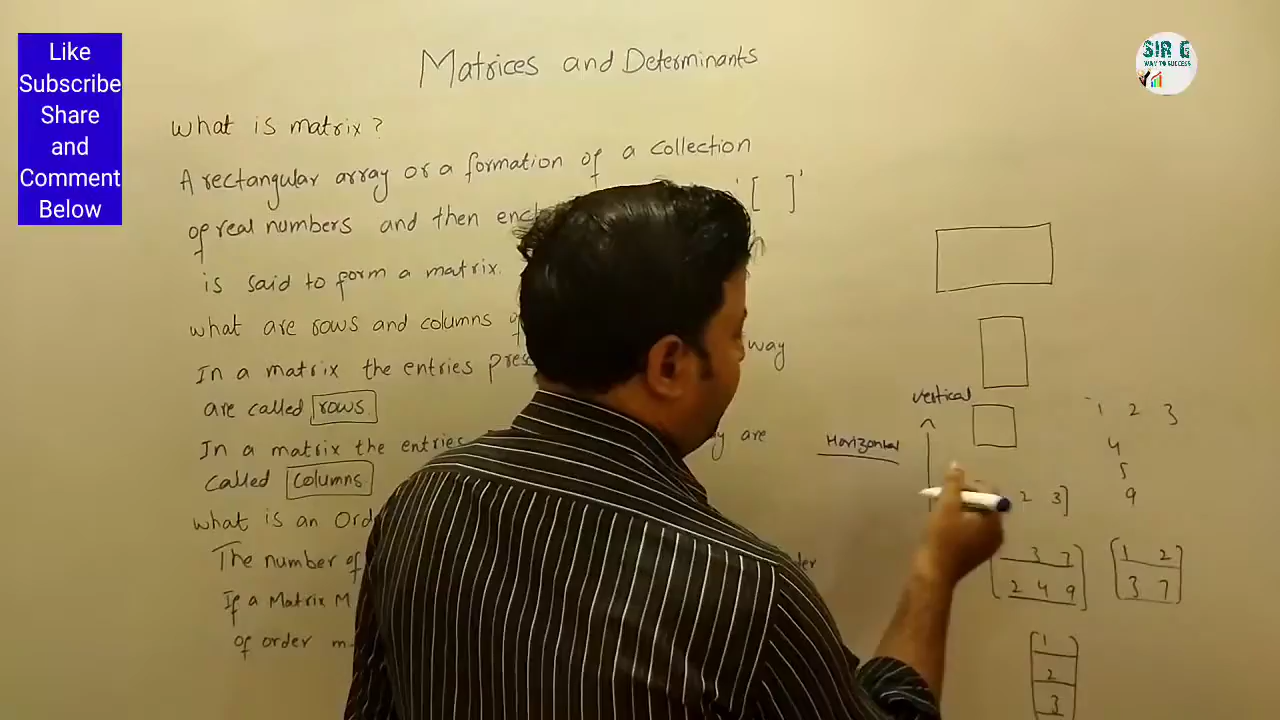 Like
Subscribe
Share
and
Comment
Below
SIR G
WAY TO SUCCESS
Matrices and Determinants
What is matrix?
A rectangular array or a formation of a collection
of real numbers and then '[ ]'
is said to form a matrix.
what are rows and columns
In a matrix the entries way
are called rows.
In a matrix the entries are
called columns
what is an
The number of
If a Matrix M
of order
Vertical
Horizontal
1 2 3
4
5
9
2 3]
3 7
2 4 9
[1 2
3 7]
[1
2
3